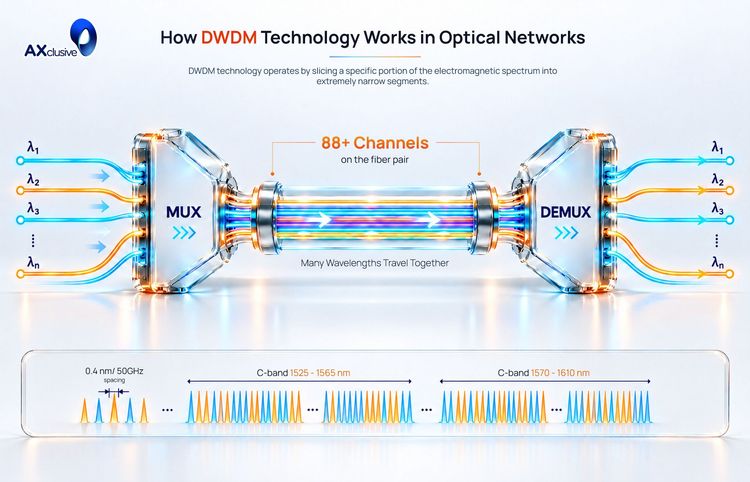 AXclusive
How DWDM Technology Works in Optical Networks
DWDM technology operates by slicing a specific portion of the electromagnetic spectrum into
extremely narrow segments.
88+ Channels
on the fiber pair
λ1
λ2
λ3
λn
MUX
DEMUX
λ1
λ2
λ3
λn
Many Wavelengths Travel Together
0.4 nm/ 50GHz
spacing
C-band 1525 - 1565 nm
C-band 1570 - 1610 nm